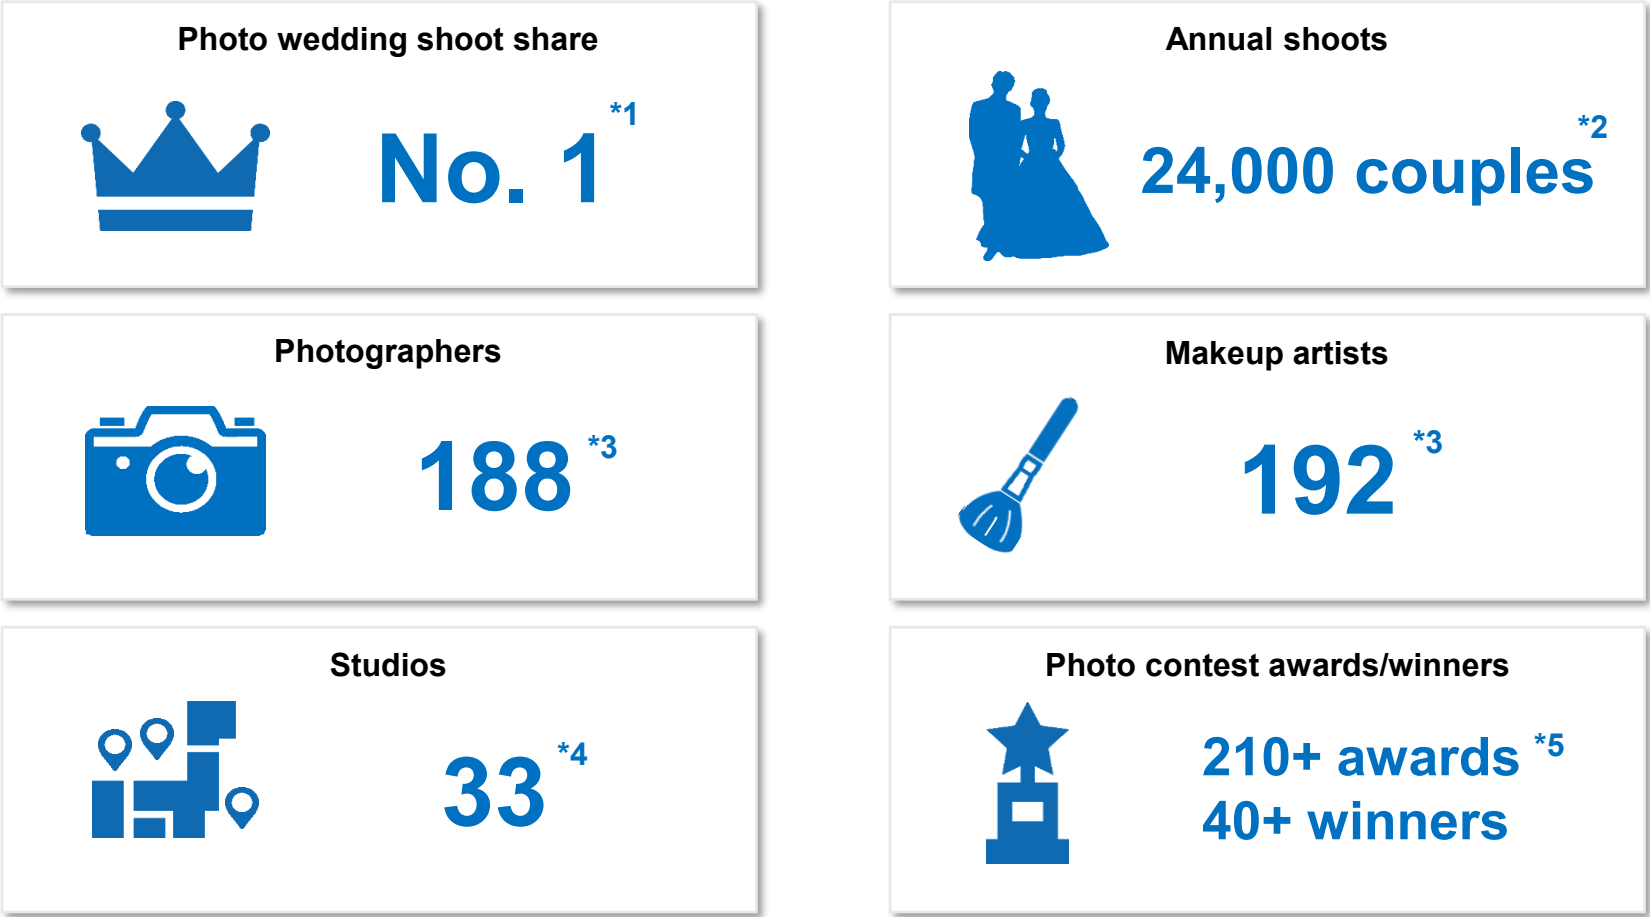 Photo wedding shoot share
No. 1 *1
Annual shoots
24,000 couples *2
Photographers
188 *3
Makeup artists
192 *3
Studios
33 *4
Photo contest awards/winners
210+ awards *5
40+ winners